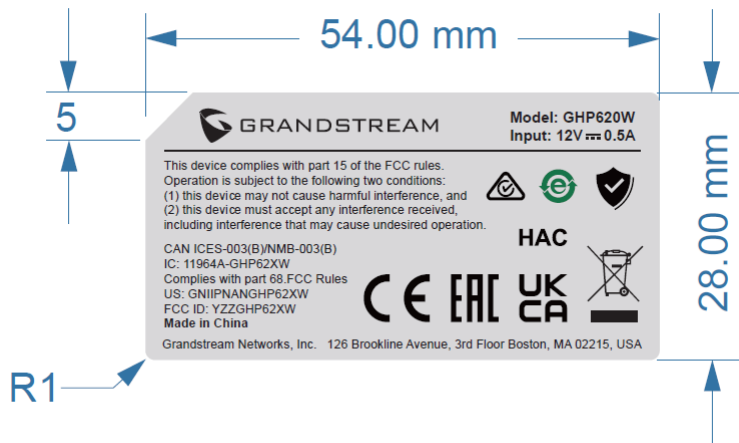 54.00 mm
5
GRANDSTREAM
Model: GHP620W
Input: 12V⎓0.5A
This device complies with part 15 of the FCC rules.
Operation is subject to the following two conditions:
(1) this device may not cause harmful interference, and
(2) this device must accept any interference received,
including interference that may cause undesired operation.
e
HAC
CAN ICES-003(B)/NMB-003(B)
IC: 11964A-GHP62XW
Complies with part 68.FCC Rules
US: GNIIPNANGHP62XW
FCC ID: YZZGHP62XW
Made in China
CE EAC UK
CA
Grandstream Networks, Inc. 126 Brookline Avenue, 3rd Floor Boston, MA 02215, USA
28.00 mm
R1